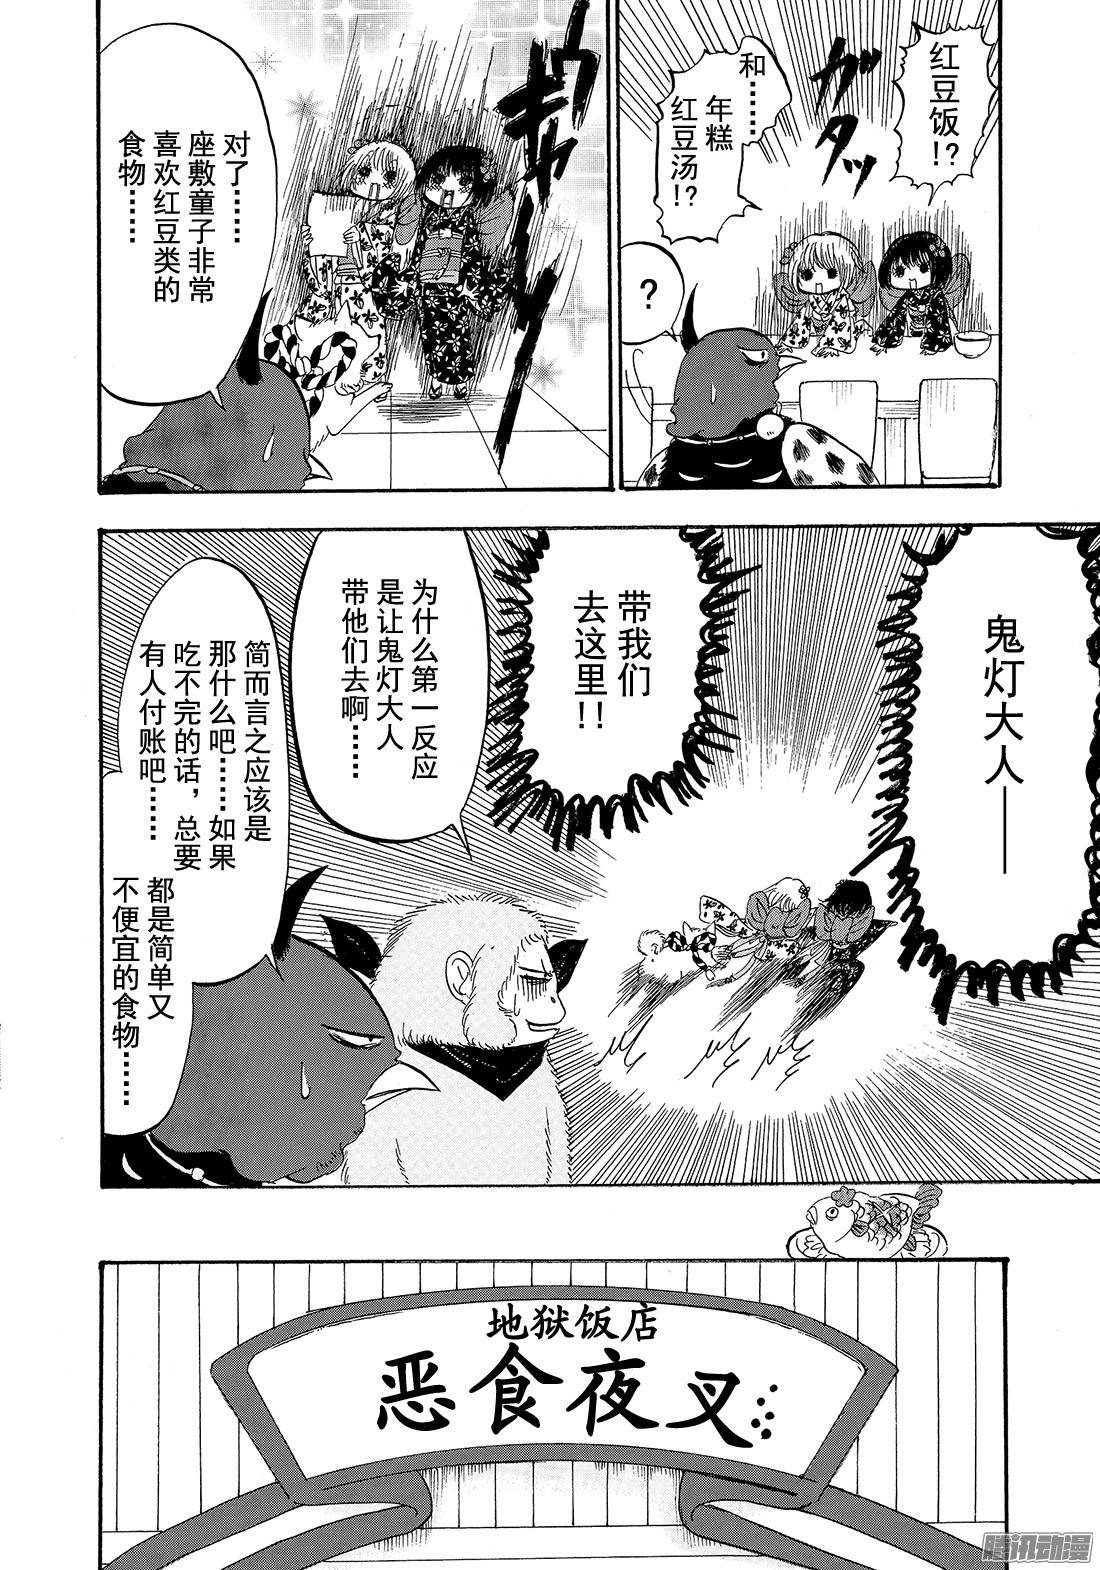 红豆饭!?
和……
年糕
红豆汤!?
ガタッ
?
対了……
座敷童子非常
喜欢红豆类的
食物……
鬼灯大人——
带我们
去这里!!
为什么第一反应
是让鬼灯大人
带他们去啊……
简而言之应该是
那什么吧……如果
吃不完的话，总要
有人付账吧……
都是简单又
不便宜的食物……
地狱饭店
恶食夜叉
腾讯动漫